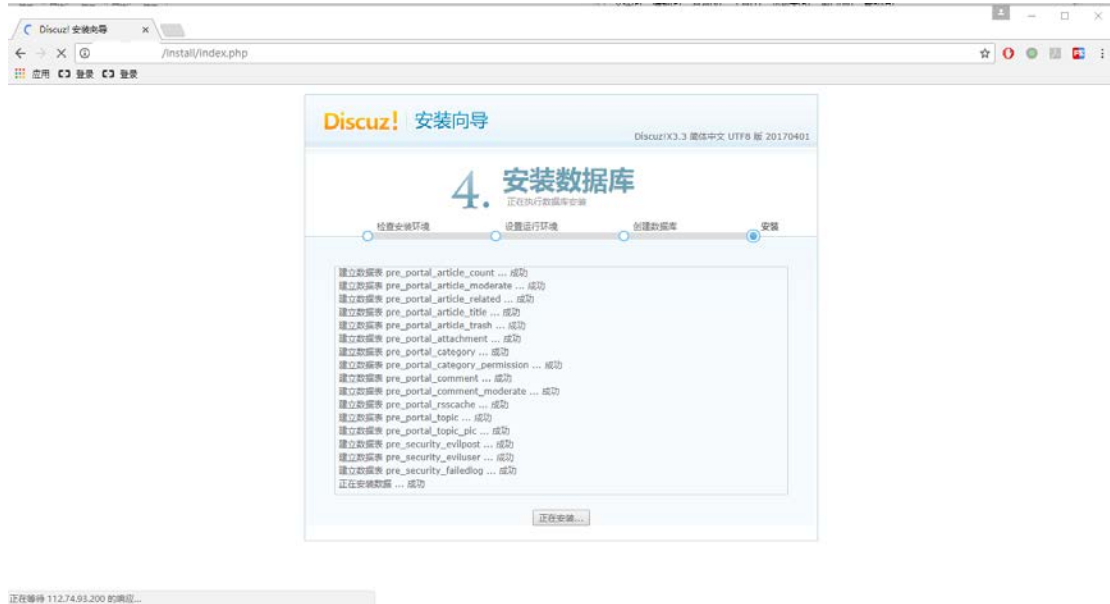 Discuz! 安装向导
/install/index.php
应用 登录 登录
Discuz! 安装向导
Discuz!X3.3 简体中文 UTF8 版 20170401
4. 安装数据库
正在执行数据库安装
检查安装环境 设置运行环境 创建数据库 安装
建立数据表 pre_portal_article_count ... 成功
建立数据表 pre_portal_article_moderate ... 成功
建立数据表 pre_portal_article_related ... 成功
建立数据表 pre_portal_article_title ... 成功
建立数据表 pre_portal_article_trash ... 成功
建立数据表 pre_portal_attachment ... 成功
建立数据表 pre_portal_category ... 成功
建立数据表 pre_portal_category_permission ... 成功
建立数据表 pre_portal_comment ... 成功
建立数据表 pre_portal_comment_moderate ... 成功
建立数据表 pre_portal_rsscache ... 成功
建立数据表 pre_portal_topic ... 成功
建立数据表 pre_portal_topic_pic ... 成功
建立数据表 pre_security_evilpost ... 成功
建立数据表 pre_security_eviluser ... 成功
建立数据表 pre_security_failedlog ... 成功
正在安装数据 ... 成功
正在安装...
正在等待 112.74.93.200 的响应...